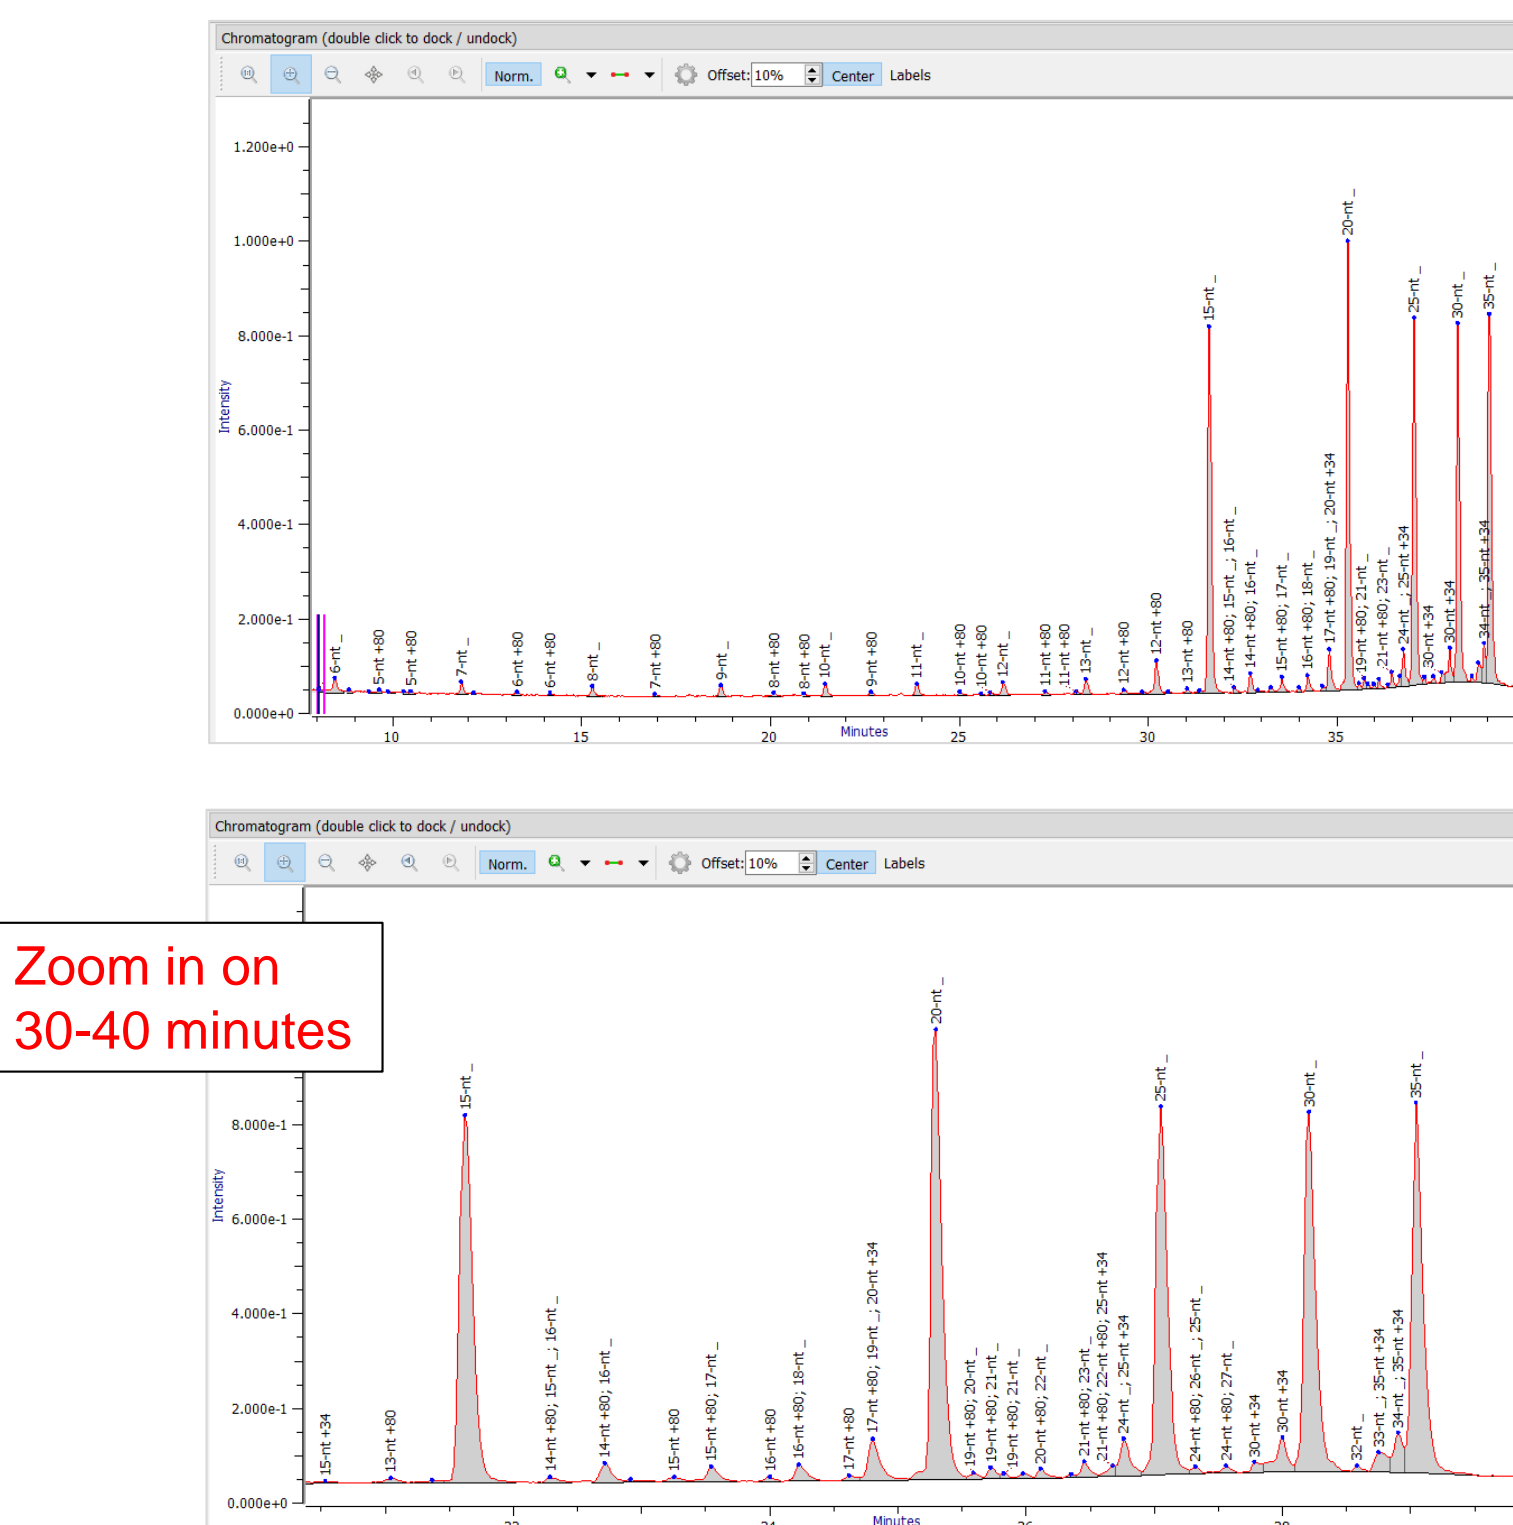 Chromatogram (double click to dock / undock)
Norm.
Offset: 10%
Center
Labels
1.200e+0
1.000e+0
8.000e-1
6.000e-1
4.000e-1
2.000e-1
0.000e+0
Intensity
6-nt _
5-nt +80
5-nt +80
7-nt _
6-nt +80
6-nt +80
8-nt _
7-nt +80
9-nt _
8-nt +80
8-nt +80
10-nt _
9-nt +80
11-nt _
10-nt +80
10-nt +80
12-nt _
11-nt +80
11-nt +80
13-nt _
12-nt +80
12-nt +80
13-nt +80
15-nt _
14-nt +80; 15-nt _; 16-nt _
14-nt +80; 16-nt _
15-nt +80; 17-nt _
16-nt +80; 18-nt _
17-nt +80; 19-nt _; 20-nt +34
20-nt _
19-nt +80; 21-nt _
21-nt +80; 23-nt _
24-nt _; 25-nt +34
25-nt _
30-nt +34
30-nt +34
30-nt _
34-nt _; 35-nt +34
35-nt _
10
15
20
25
30
35
Minutes
Chromatogram (double click to dock / undock)
Norm.
Offset: 10%
Center
Labels
Zoom in on
30-40 minutes
8.000e-1
6.000e-1
4.000e-1
2.000e-1
0.000e+0
Intensity
15-nt +34
13-nt +80
15-nt _
14-nt +80; 15-nt _; 16-nt _
14-nt +80; 16-nt _
15-nt +80
15-nt +80; 17-nt _
16-nt +80
16-nt +80; 18-nt _
17-nt +80
17-nt +80; 19-nt _; 20-nt +34
20-nt _
19-nt +80; 20-nt _
19-nt +80; 21-nt _
19-nt +80; 21-nt _
20-nt +80; 22-nt _
21-nt +80; 23-nt _
21-nt +80; 22-nt +80; 25-nt +34
24-nt _; 25-nt +34
25-nt _
24-nt +80; 26-nt _; 25-nt _
24-nt +80; 27-nt _
30-nt +34
30-nt +34
30-nt _
32-nt _
33-nt _; 35-nt +34
34-nt _; 35-nt +34
35-nt _
Minutes